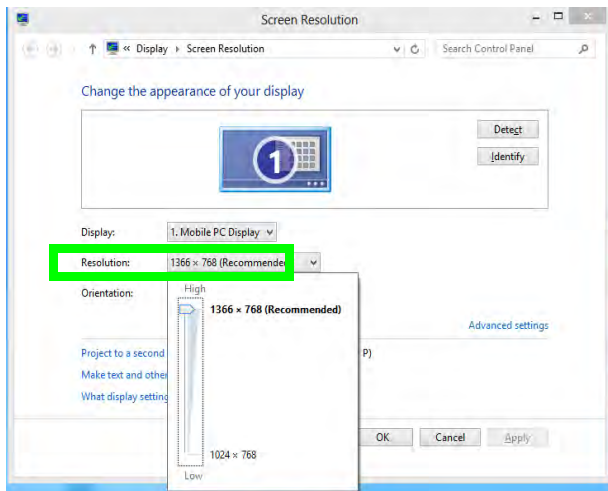 Screen Resolution
« Display Screen Resolution
Search Control Panel
Change the appearance of your display
1
Detect
Identify
Display: 1. Mobile PC Display
Resolution: 1366 × 768 (Recommende
Orientation:
High
1366 × 768 (Recommended)
Advanced settings
Project to a second P)
Make text and other
What display setting
OK Cancel Apply
1024 × 768
Low